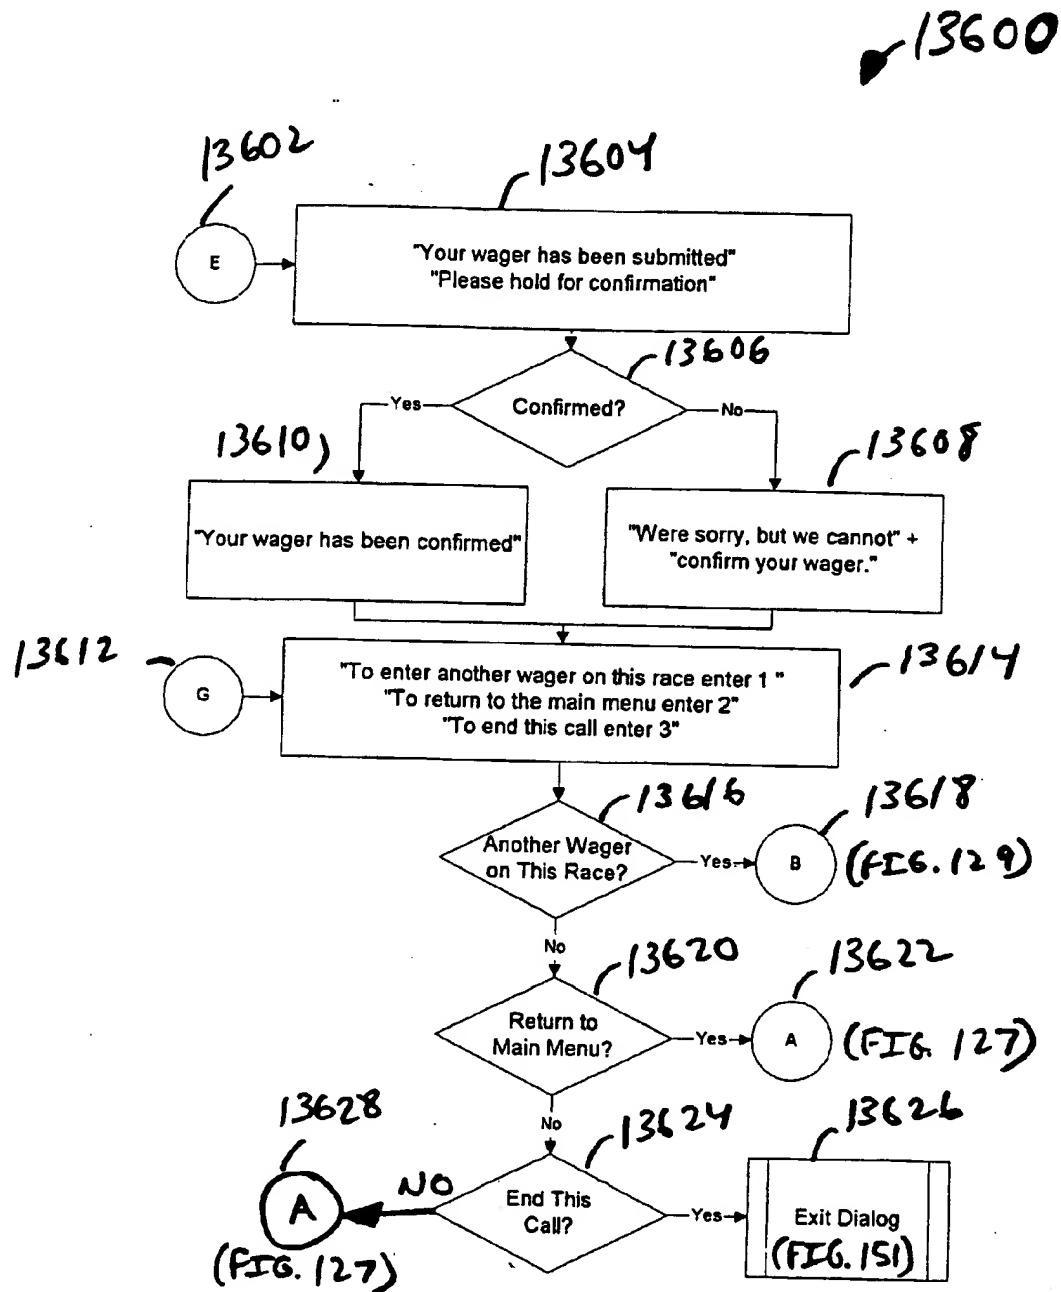 13600
13602
13604
E
"Your wager has been submitted"
"Please hold for confirmation"
13606
Yes
Confirmed?
No
13610
13608
"Your wager has been confirmed"
"Were sorry, but we cannot" +
"confirm your wager."
13612
13614
G
"To enter another wager on this race enter 1 "
"To return to the main menu enter 2"
"To end this call enter 3"
13616
13618
Another Wager
on This Race?
Yes
B
(FIG. 129)
No
13620
13622
Return to
Main Menu?
Yes
A
(FIG. 127)
No
13628
13624
13626
A
NO
End This
Call?
Yes
Exit Dialog
(FIG. 151)
(FIG. 127)